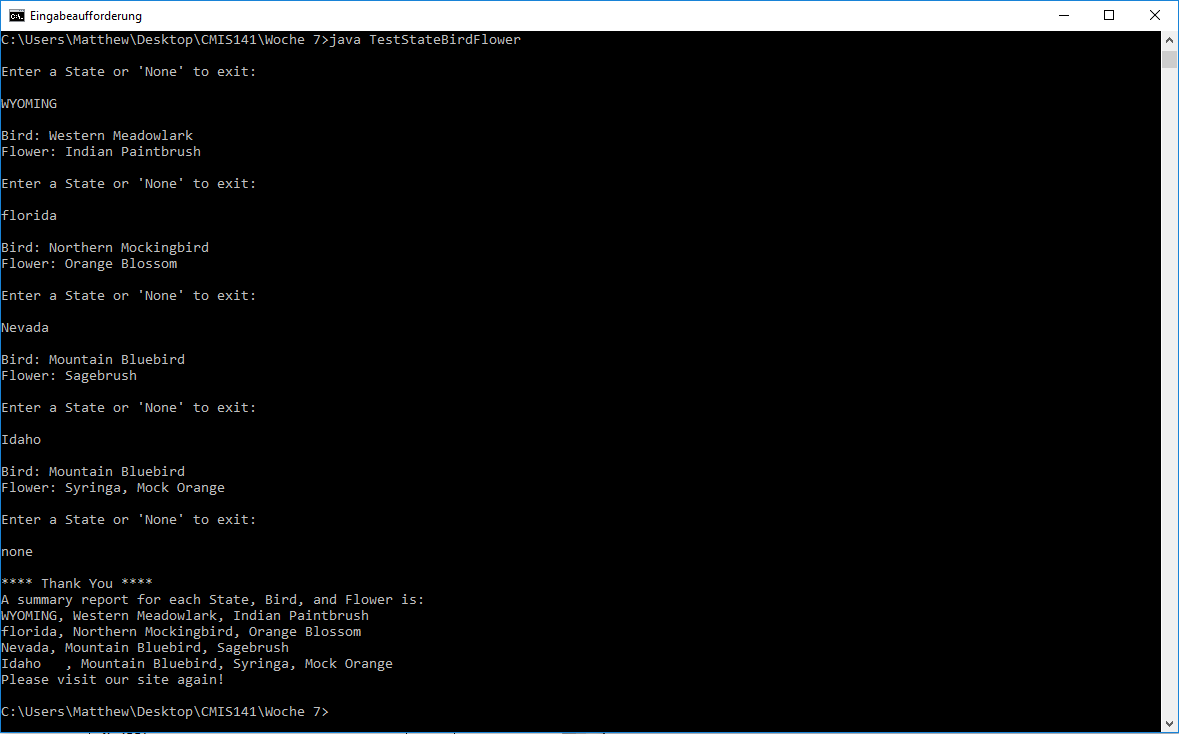 Eingabeaufforderung
C:\Users\Matthew\Desktop\CMIS141\Woche 7>java TestStateBirdFlower
Enter a State or 'None' to exit:
WYOMING
Bird: Western Meadowlark
Flower: Indian Paintbrush
Enter a State or 'None' to exit:
florida
Bird: Northern Mockingbird
Flower: Orange Blossom
Enter a State or 'None' to exit:
Nevada
Bird: Mountain Bluebird
Flower: Sagebrush
Enter a State or 'None' to exit:
Idaho
Bird: Mountain Bluebird
Flower: Syringa, Mock Orange
Enter a State or 'None' to exit:
none
**** Thank You ****
A summary report for each State, Bird, and Flower is:
WYOMING, Western Meadowlark, Indian Paintbrush
florida, Northern Mockingbird, Orange Blossom
Nevada, Mountain Bluebird, Sagebrush
Idaho   , Mountain Bluebird, Syringa, Mock Orange
Please visit our site again!
C:\Users\Matthew\Desktop\CMIS141\Woche 7>